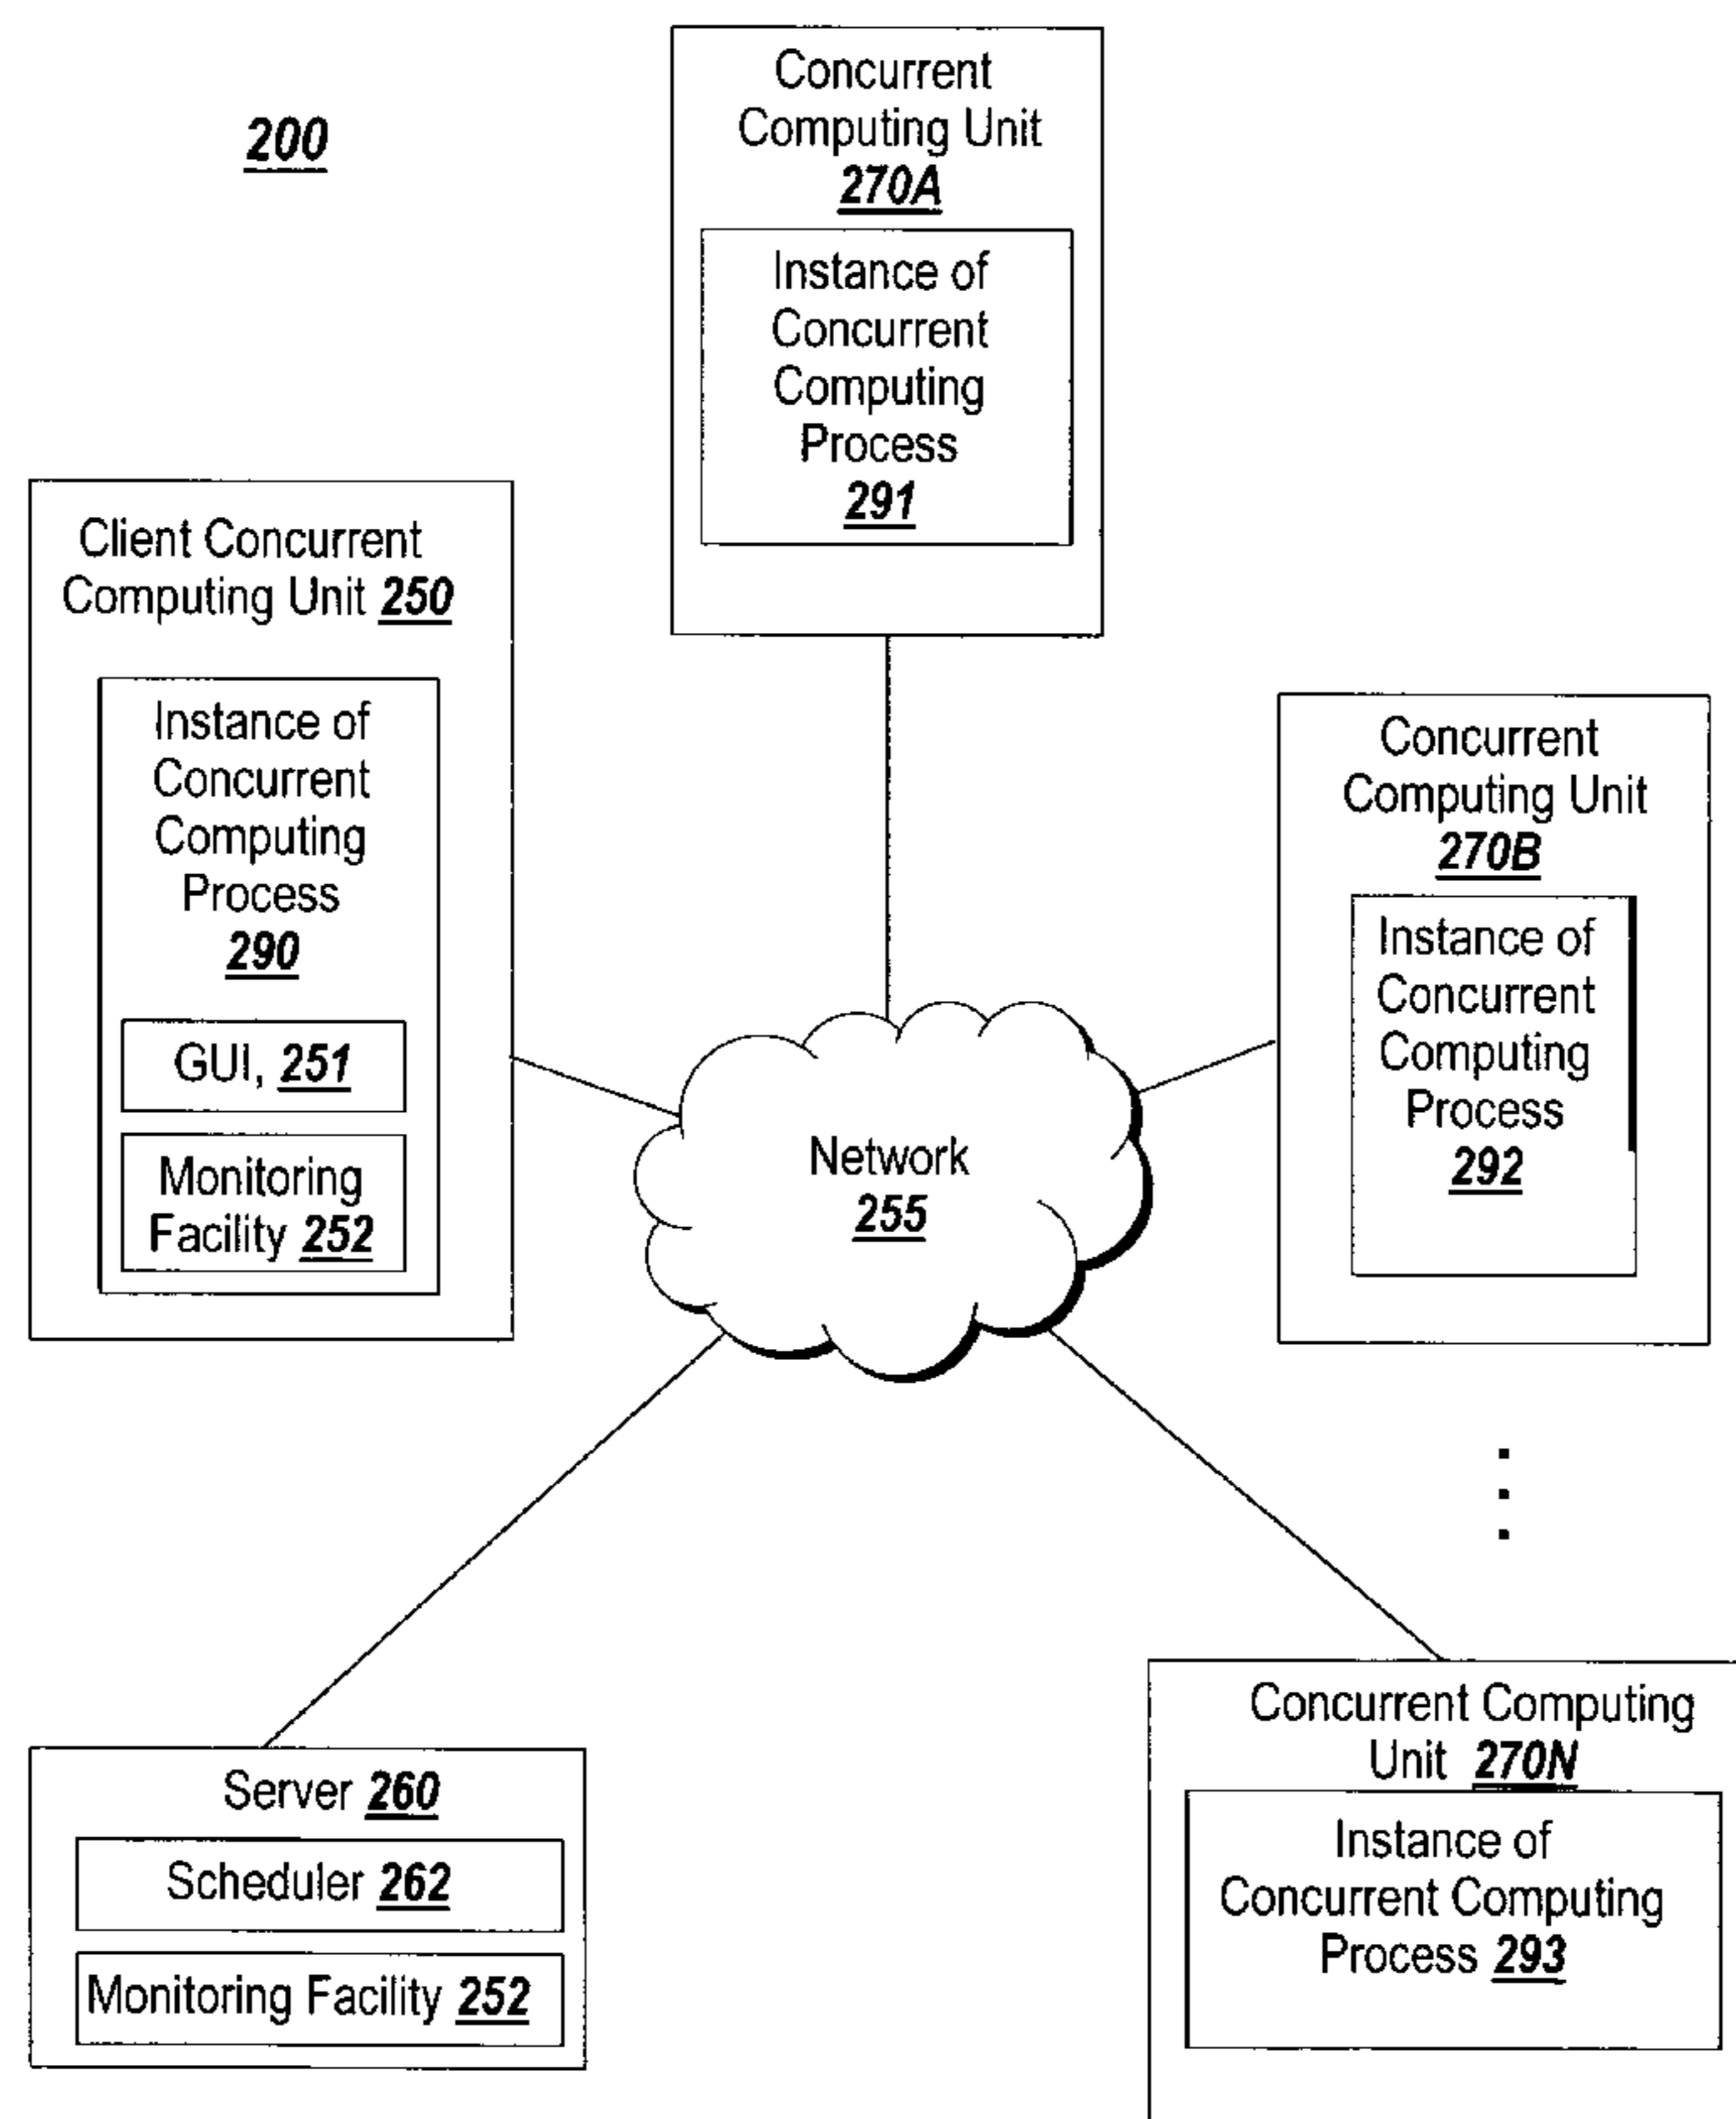 200
Concurrent
Computing Unit
270A
Instance of
Concurrent
Computing
Process
291
Client Concurrent
Computing Unit 250
Instance of
Concurrent
Computing
Process
290
GUI, 251
Monitoring
Facility 252
Concurrent
Computing Unit
270B
Instance of
Concurrent
Computing
Process
292
Network
255
Server 260
Scheduler 262
Monitoring Facility 252
Concurrent Computing
Unit 270N
Instance of
Concurrent Computing
Process 293